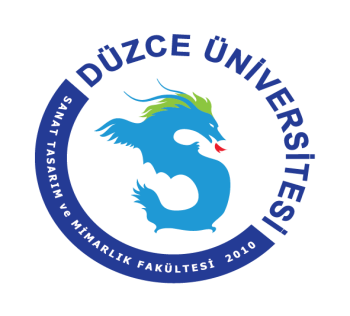 DÜZCE ÜNİVERSİTESİ
SANAT TASARIM ve MİMARLIK FAKÜLTESİ 2010